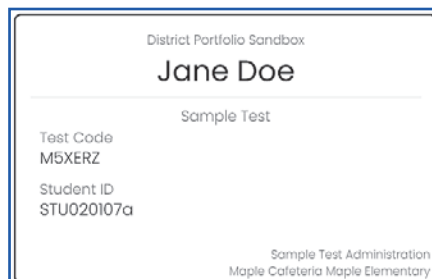 District Portfolio Sandbox
Jane Doe
Sample Test
Test Code
M5XERZ
Student ID
STU020107a
Sample Test Administration
Maple Cafeteria Maple Elementary